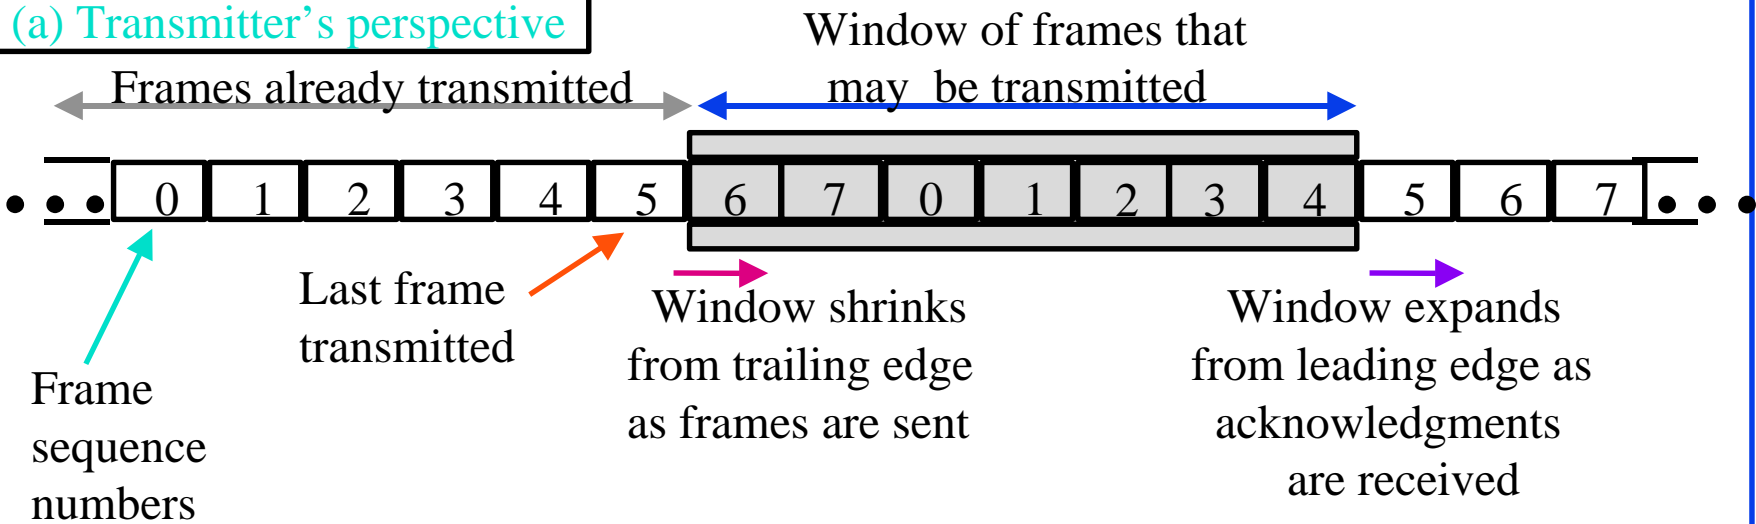 (a) Transmitter's perspective
Window of frames that
may be transmitted
Frames already transmitted
0 1 2 3 4 5 6 7 0 1 2 3 4 5 6 7
Last frame
transmitted
Window shrinks
from trailing edge
as frames are sent
Window expands
from leading edge as
acknowledgments
are received
Frame
sequence
numbers